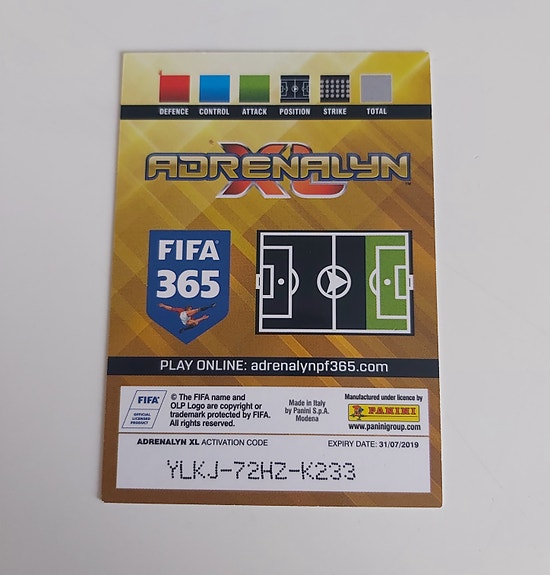 DEFENCE CONTROL ATTACK POSITION STRIKE TOTAL
ADRENALYN XL™
FIFA®
365
PLAY ONLINE: adrenalynpf365.com
FIFA®
OFFICIAL
LICENSED
PRODUCT
© The FIFA name and
OLP Logo are copyright or
trademark protected by FIFA.
All rights reserved.
Made in Italy
by Panini S.p.A.
Modena
Manufactured under licence by
PANINI
www.paninigroup.com
ADRENALYN XL ACTIVATION CODE EXPIRY DATE: 31/07/2019
YLKJ-72HZ-K233